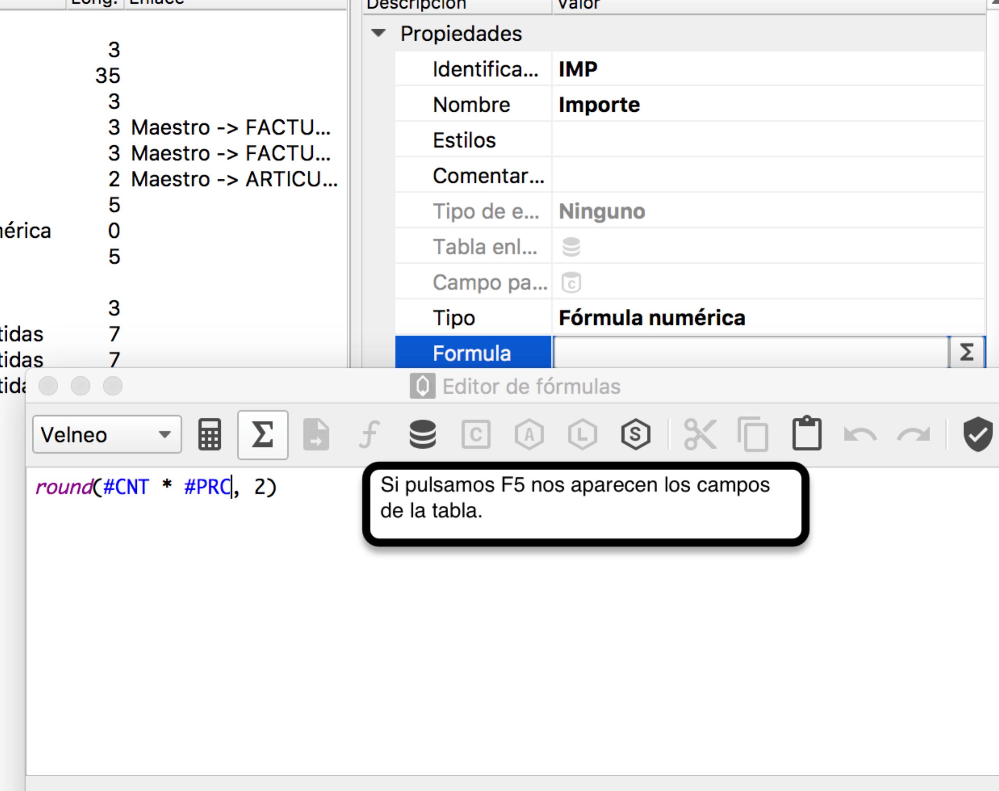 Long. Enlace
3
35
3
3 Maestro -> FACTU...
3 Maestro -> FACTU...
2 Maestro -> ARTICU...
5
mérica 0
5
3
tidas 7
tidas 7
tida
Descripción Valor
Propiedades
Identifica... IMP
Nombre Importe
Estilos
Comentar...
Tipo de e... Ninguno
Tabla enl...
Campo pa... c
Tipo Fórmula numérica
Formula Σ
Editor de fórmulas
Velneo Σ f C A L S
round(#CNT * #PRC, 2)
Si pulsamos F5 nos aparecen los campos
de la tabla.